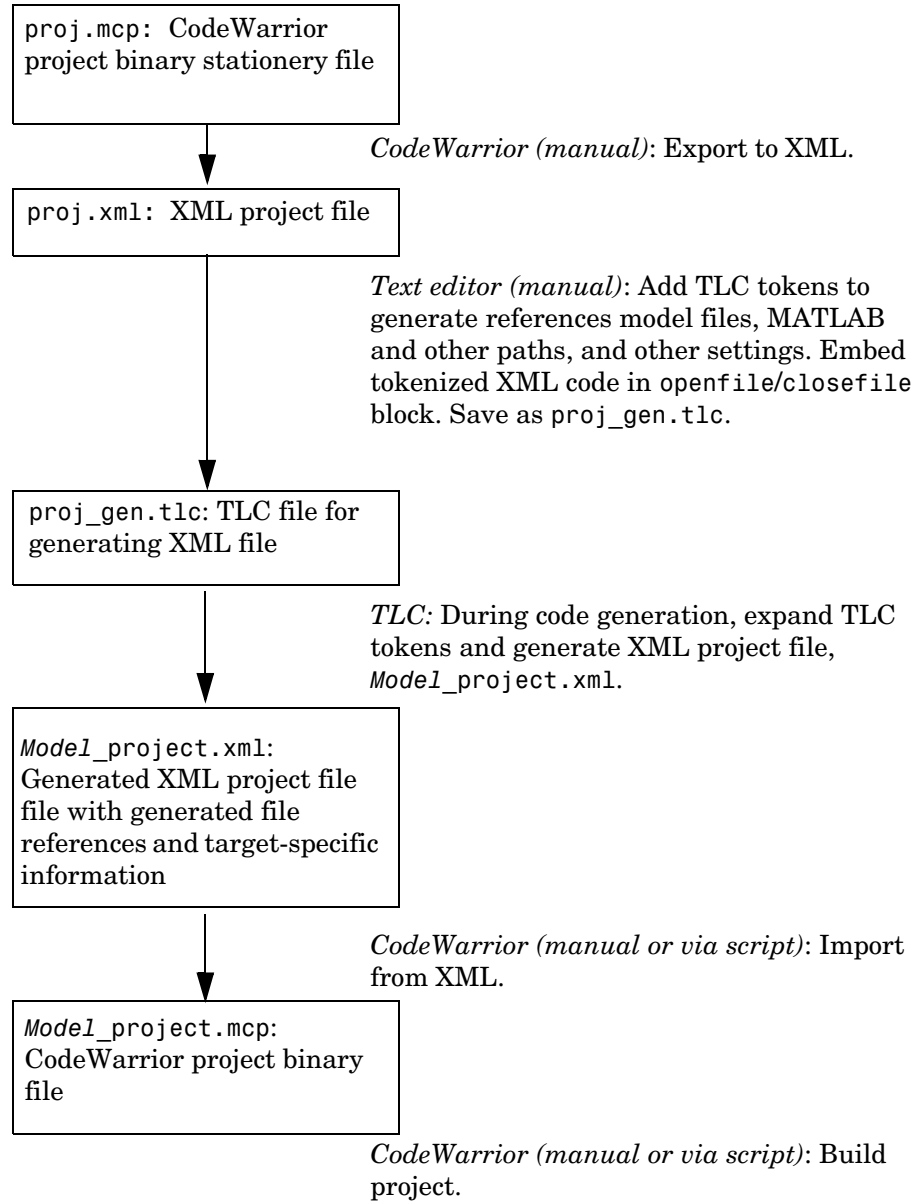 proj.mcp: CodeWarrior
project binary stationery file
CodeWarrior (manual): Export to XML.
proj.xml: XML project file
Text editor (manual): Add TLC tokens to
generate references model files, MATLAB
and other paths, and other settings. Embed
tokenized XML code in openfile/closefile
block. Save as proj_gen.tlc.
proj_gen.tlc: TLC file for
generating XML file
TLC: During code generation, expand TLC
tokens and generate XML project file,
Model_project.xml.
Model_project.xml:
Generated XML project file
file with generated file
references and target-specific
information
CodeWarrior (manual or via script): Import
from XML.
Model_project.mcp:
CodeWarrior project binary
file
CodeWarrior (manual or via script): Build
project.